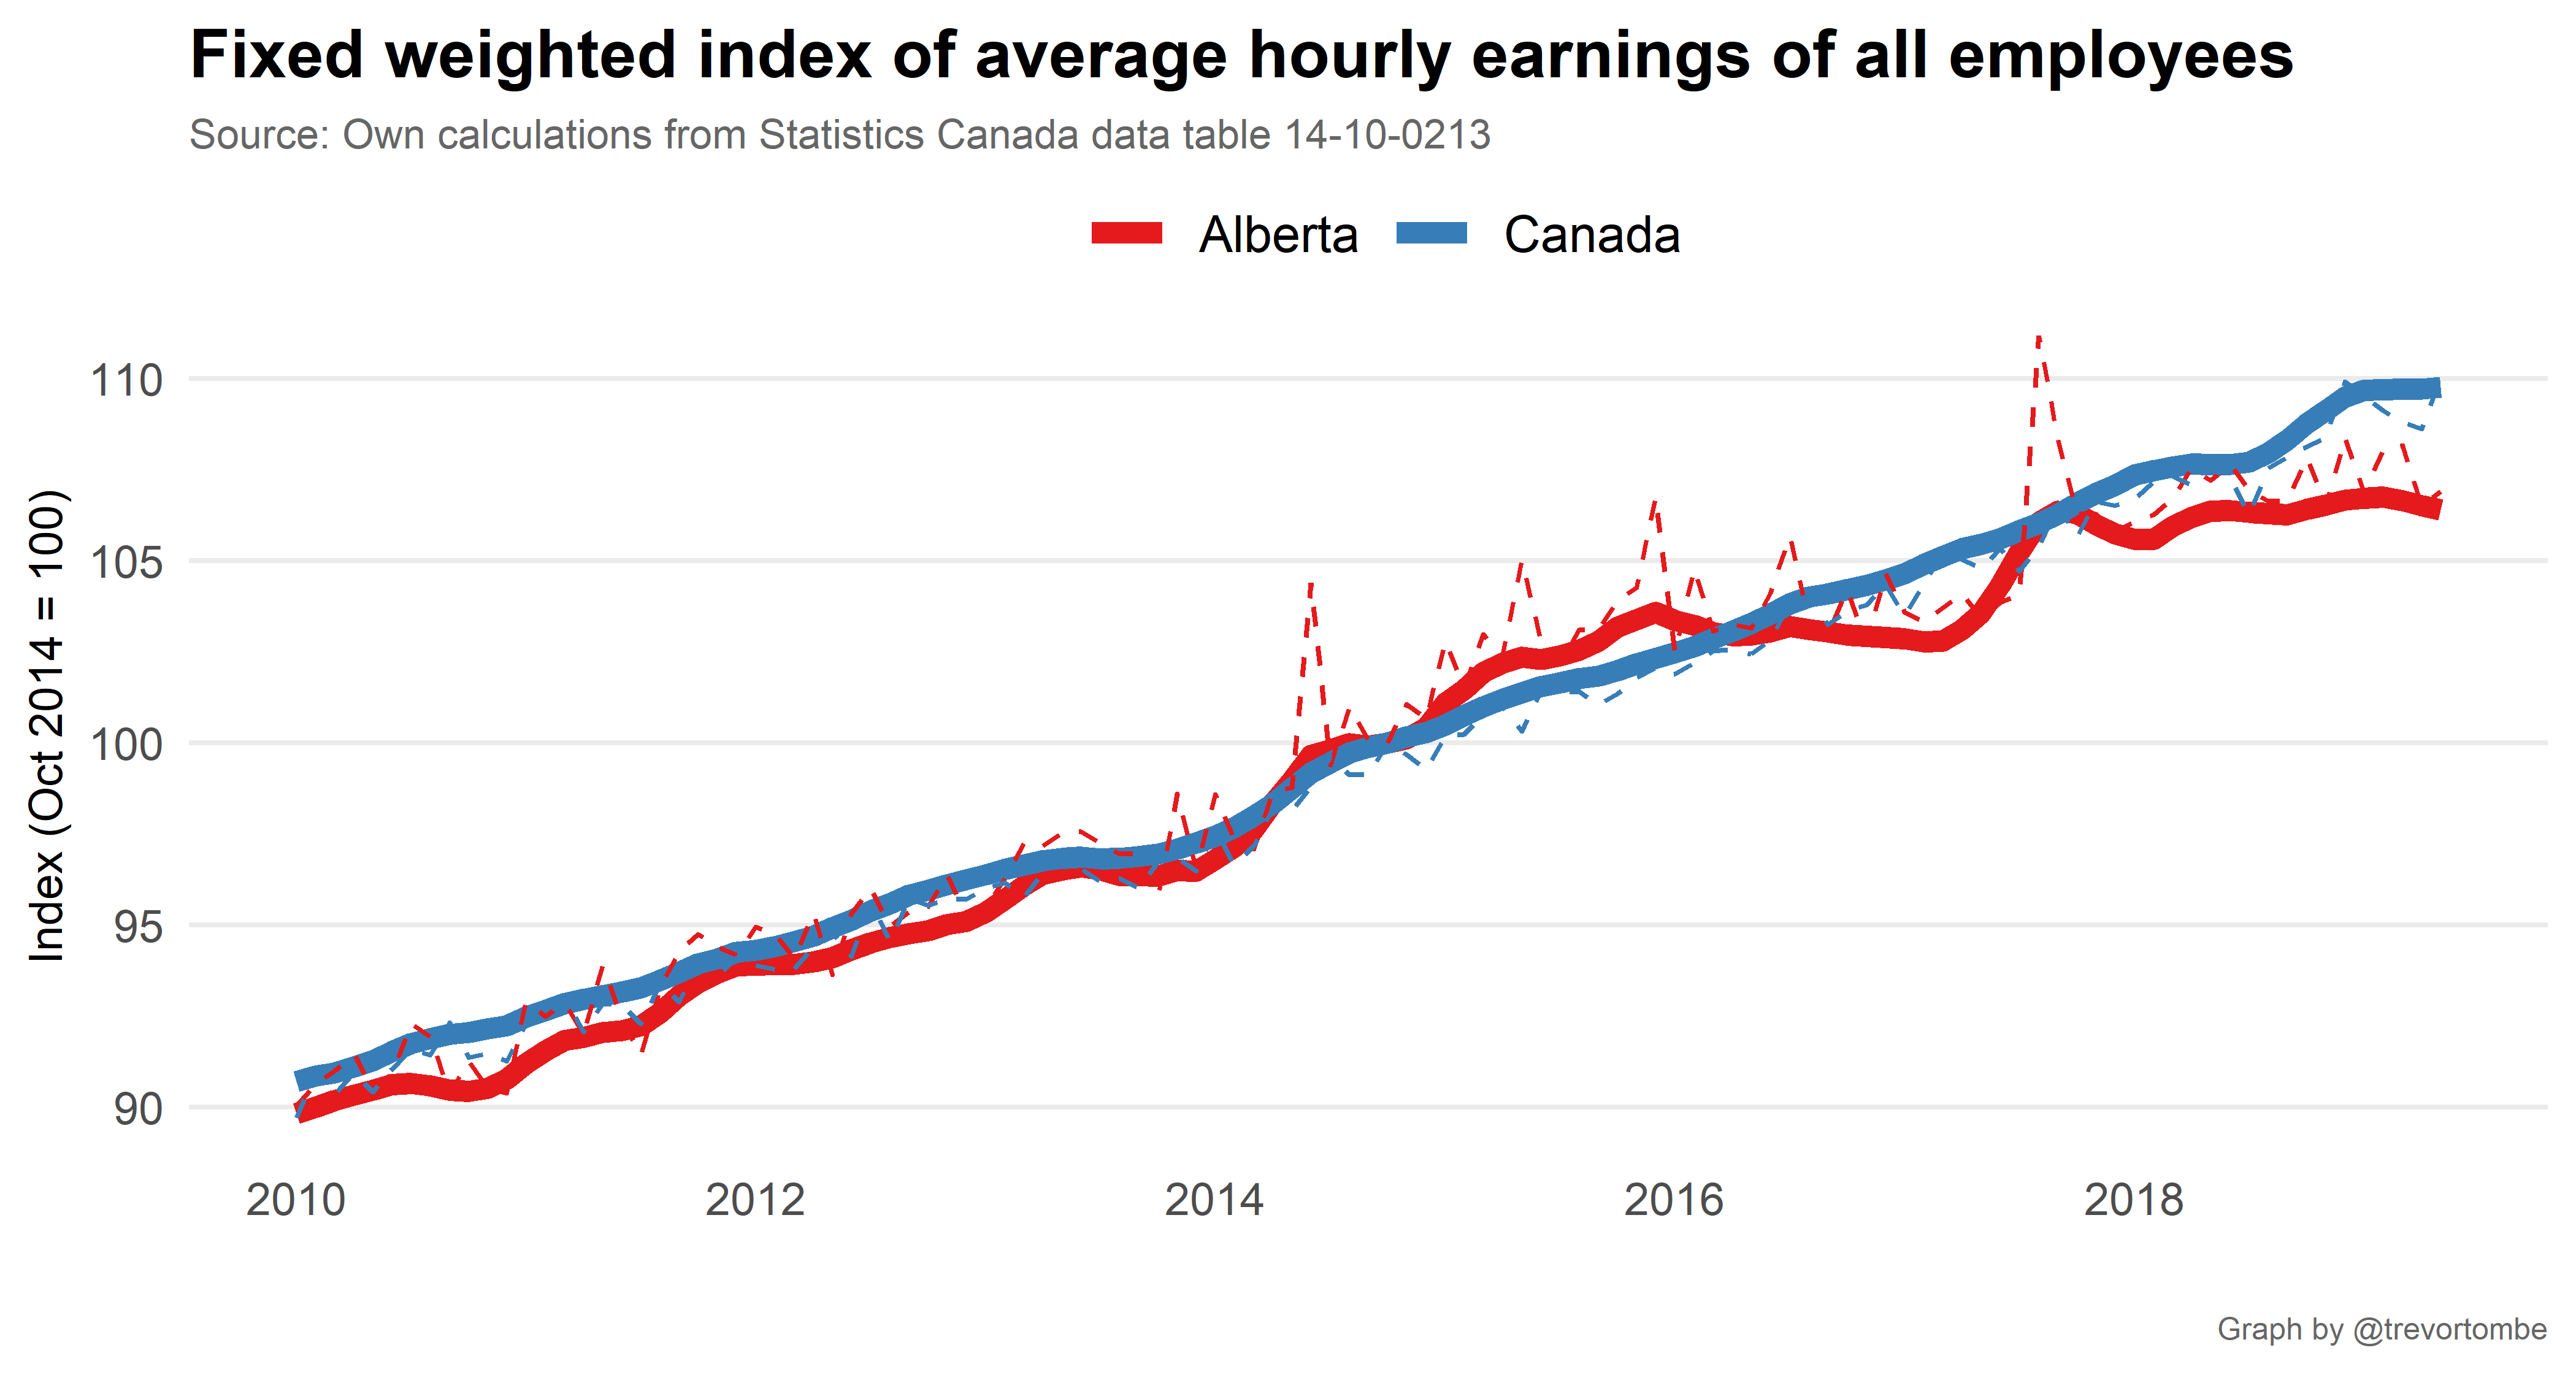 Fixed weighted index of average hourly earnings of all employees
Source: Own calculations from Statistics Canada data table 14-10-0213
Alberta Canada
Index (Oct 2014 = 100)
110
105
100
95
90
2010 2012 2014 2016 2018
Graph by @trevortombe